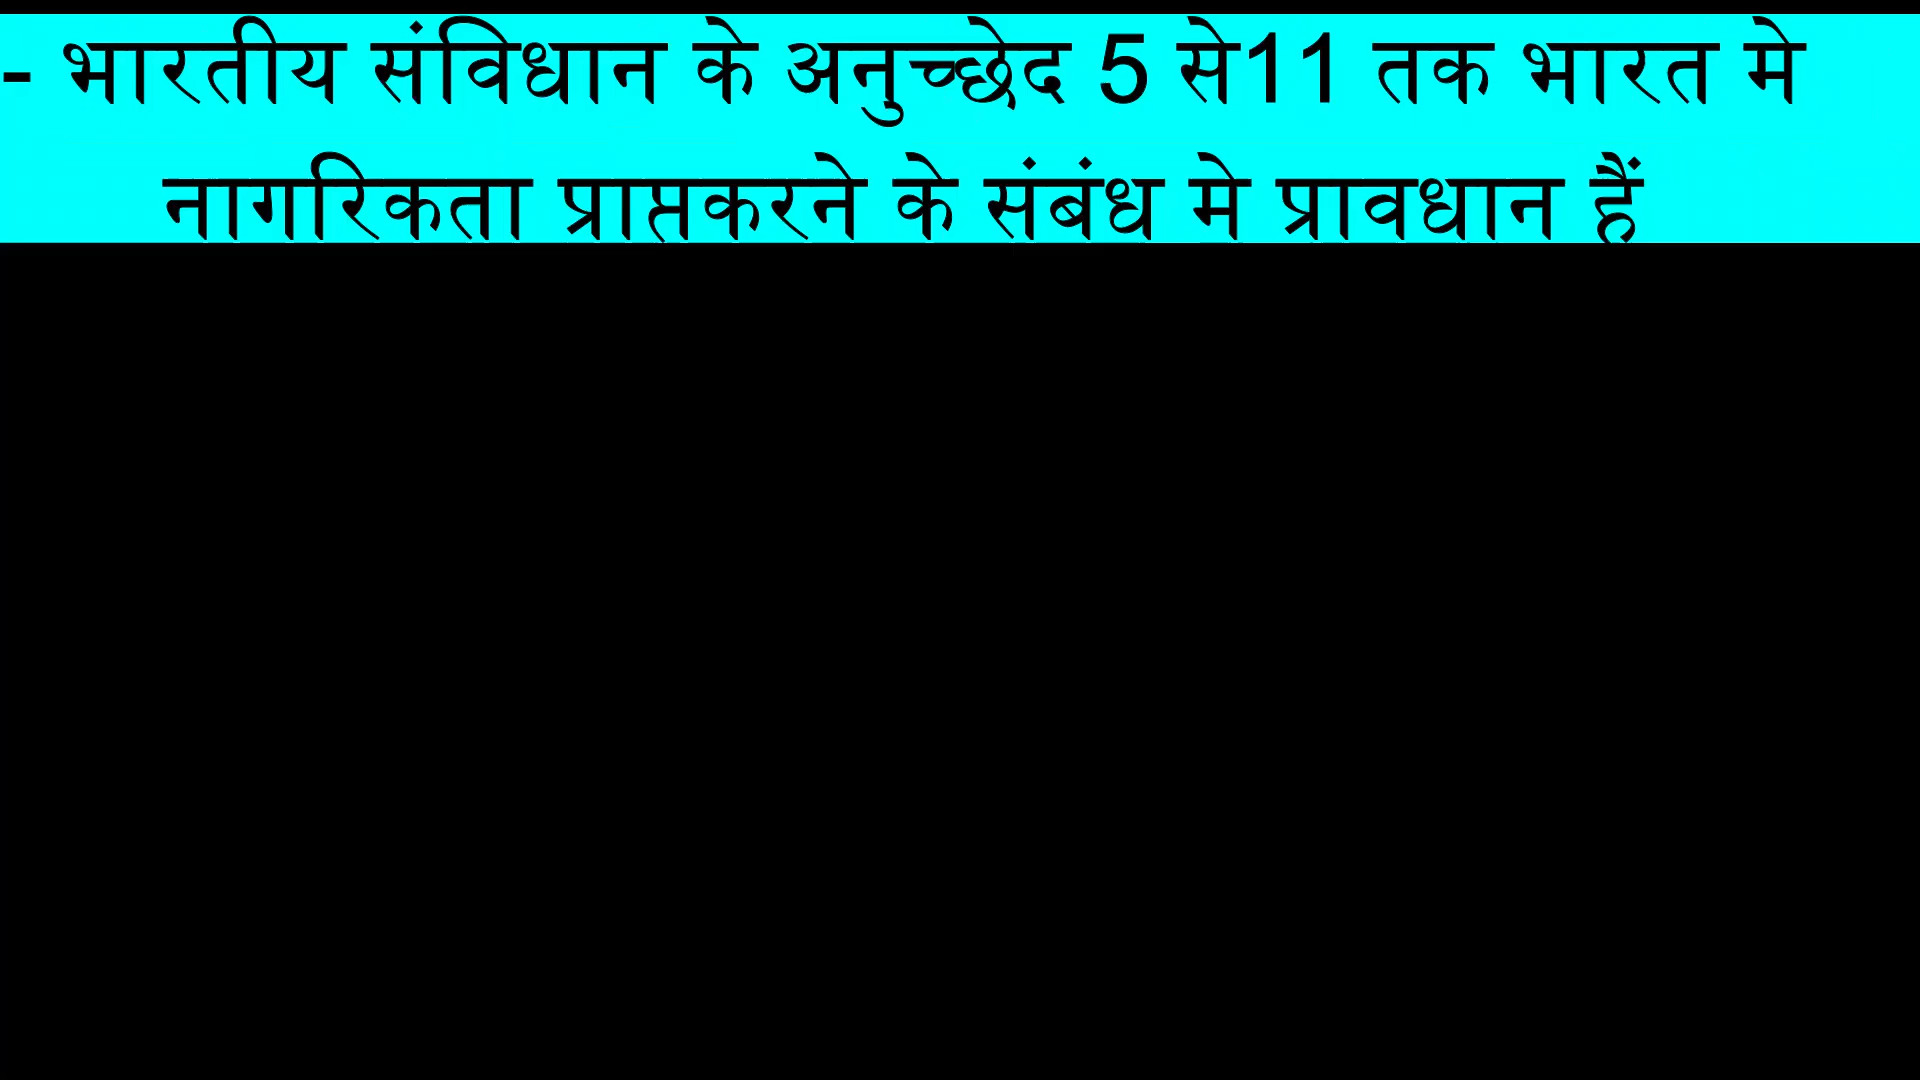 - भारतीय संविधान के अनुच्छेद 5 से11 तक भारत मे
नागरिकता प्राप्तकरने के संबंध मे प्रावधान हैं